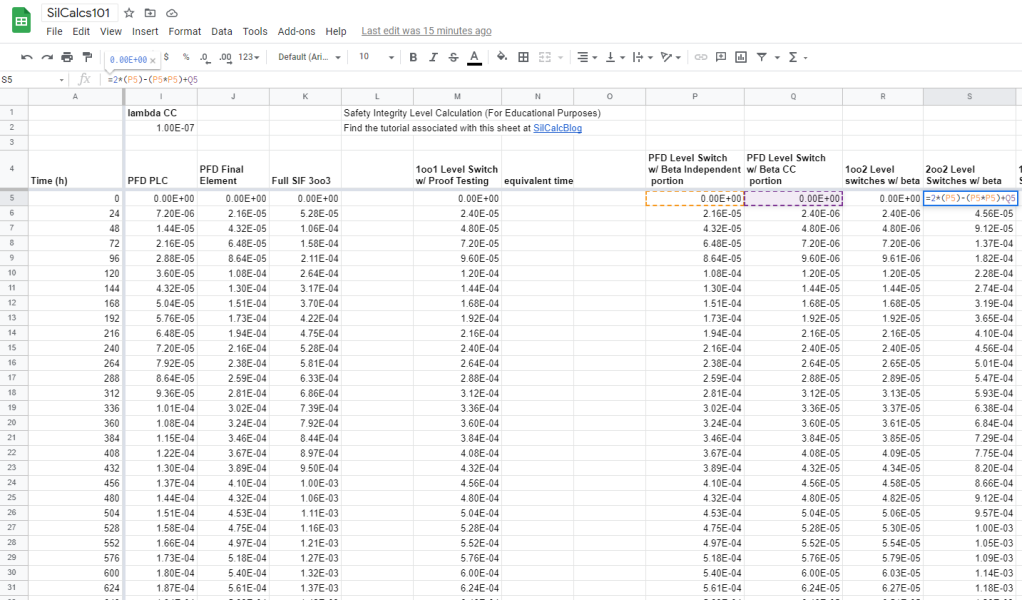 SilCalcs101
File Edit View Insert Format Data Tools Add-ons Help Last edit was 15 minutes ago
0.00E+00 × $ % .0 .00 123 Default (Ari... 10 B I S A
S5 fx =2*(P5)-(P5*P5)+Q5
A I J K L M N O P Q R S
1 lambda CC Safety Integrity Level Calculation (For Educational Purposes)
2 1.00E-07 Find the tutorial associated with this sheet at SilCalcBlog
3
4 Time (h) PFD PLC PFD Final Element Full SIF 3oo3 1oo1 Level Switch w/ Proof Testing equivalent time PFD Level Switch w/ Beta Independent portion PFD Level Switch w/ Beta CC portion 1oo2 Level switches w/ beta 2oo2 Level Switches w/ beta
5 0 0.00E+00 0.00E+00 0.00E+00 0.00E+00 0.00E+00 0.00E+00 0.00E+00 =2*(P5)-(P5*P5)+Q5
6 24 7.20E-06 2.16E-05 5.28E-05 2.40E-05 2.16E-05 2.40E-06 2.40E-06 4.56E-05
7 48 1.44E-05 4.32E-05 1.06E-04 4.80E-05 4.32E-05 4.80E-06 4.80E-06 9.12E-05
8 72 2.16E-05 6.48E-05 1.58E-04 7.20E-05 6.48E-05 7.20E-06 7.20E-06 1.37E-04
9 96 2.88E-05 8.64E-05 2.11E-04 9.60E-05 8.64E-05 9.60E-06 9.61E-06 1.82E-04
10 120 3.60E-05 1.08E-04 2.64E-04 1.20E-04 1.08E-04 1.20E-05 1.20E-05 2.28E-04
11 144 4.32E-05 1.30E-04 3.17E-04 1.44E-04 1.30E-04 1.44E-05 1.44E-05 2.74E-04
12 168 5.04E-05 1.51E-04 3.70E-04 1.68E-04 1.51E-04 1.68E-05 1.68E-05 3.19E-04
13 192 5.76E-05 1.73E-04 4.22E-04 1.92E-04 1.73E-04 1.92E-05 1.92E-05 3.65E-04
14 216 6.48E-05 1.94E-04 4.75E-04 2.16E-04 1.94E-04 2.16E-05 2.16E-05 4.10E-04
15 240 7.20E-05 2.16E-04 5.28E-04 2.40E-04 2.16E-04 2.40E-05 2.40E-05 4.56E-04
16 264 7.92E-05 2.38E-04 5.81E-04 2.64E-04 2.38E-04 2.64E-05 2.65E-05 5.01E-04
17 288 8.64E-05 2.59E-04 6.33E-04 2.88E-04 2.59E-04 2.88E-05 2.89E-05 5.47E-04
18 312 9.36E-05 2.81E-04 6.86E-04 3.12E-04 2.81E-04 3.12E-05 3.13E-05 5.93E-04
19 336 1.01E-04 3.02E-04 7.39E-04 3.36E-04 3.02E-04 3.36E-05 3.37E-05 6.38E-04
20 360 1.08E-04 3.24E-04 7.92E-04 3.60E-04 3.24E-04 3.60E-05 3.61E-05 6.84E-04
21 384 1.15E-04 3.46E-04 8.44E-04 3.84E-04 3.46E-04 3.84E-05 3.85E-05 7.29E-04
22 408 1.22E-04 3.67E-04 8.97E-04 4.08E-04 3.67E-04 4.08E-05 4.09E-05 7.75E-04
23 432 1.30E-04 3.89E-04 9.50E-04 4.32E-04 3.89E-04 4.32E-05 4.34E-05 8.20E-04
24 456 1.37E-04 4.10E-04 1.00E-03 4.56E-04 4.10E-04 4.56E-05 4.58E-05 8.66E-04
25 480 1.44E-04 4.32E-04 1.06E-03 4.80E-04 4.32E-04 4.80E-05 4.82E-05 9.12E-04
26 504 1.51E-04 4.53E-04 1.11E-03 5.04E-04 4.53E-04 5.04E-05 5.06E-05 9.57E-04
27 528 1.58E-04 4.75E-04 1.16E-03 5.28E-04 4.75E-04 5.28E-05 5.30E-05 1.00E-03
28 552 1.66E-04 4.97E-04 1.21E-03 5.52E-04 4.97E-04 5.52E-05 5.54E-05 1.05E-03
29 576 1.73E-04 5.18E-04 1.27E-03 5.76E-04 5.18E-04 5.76E-05 5.79E-05 1.09E-03
30 600 1.80E-04 5.40E-04 1.32E-03 6.00E-04 5.40E-04 6.00E-05 6.03E-05 1.14E-03
31 624 1.87E-04 5.61E-04 1.37E-03 6.24E-04 5.61E-04 6.24E-05 6.27E-05 1.18E-03